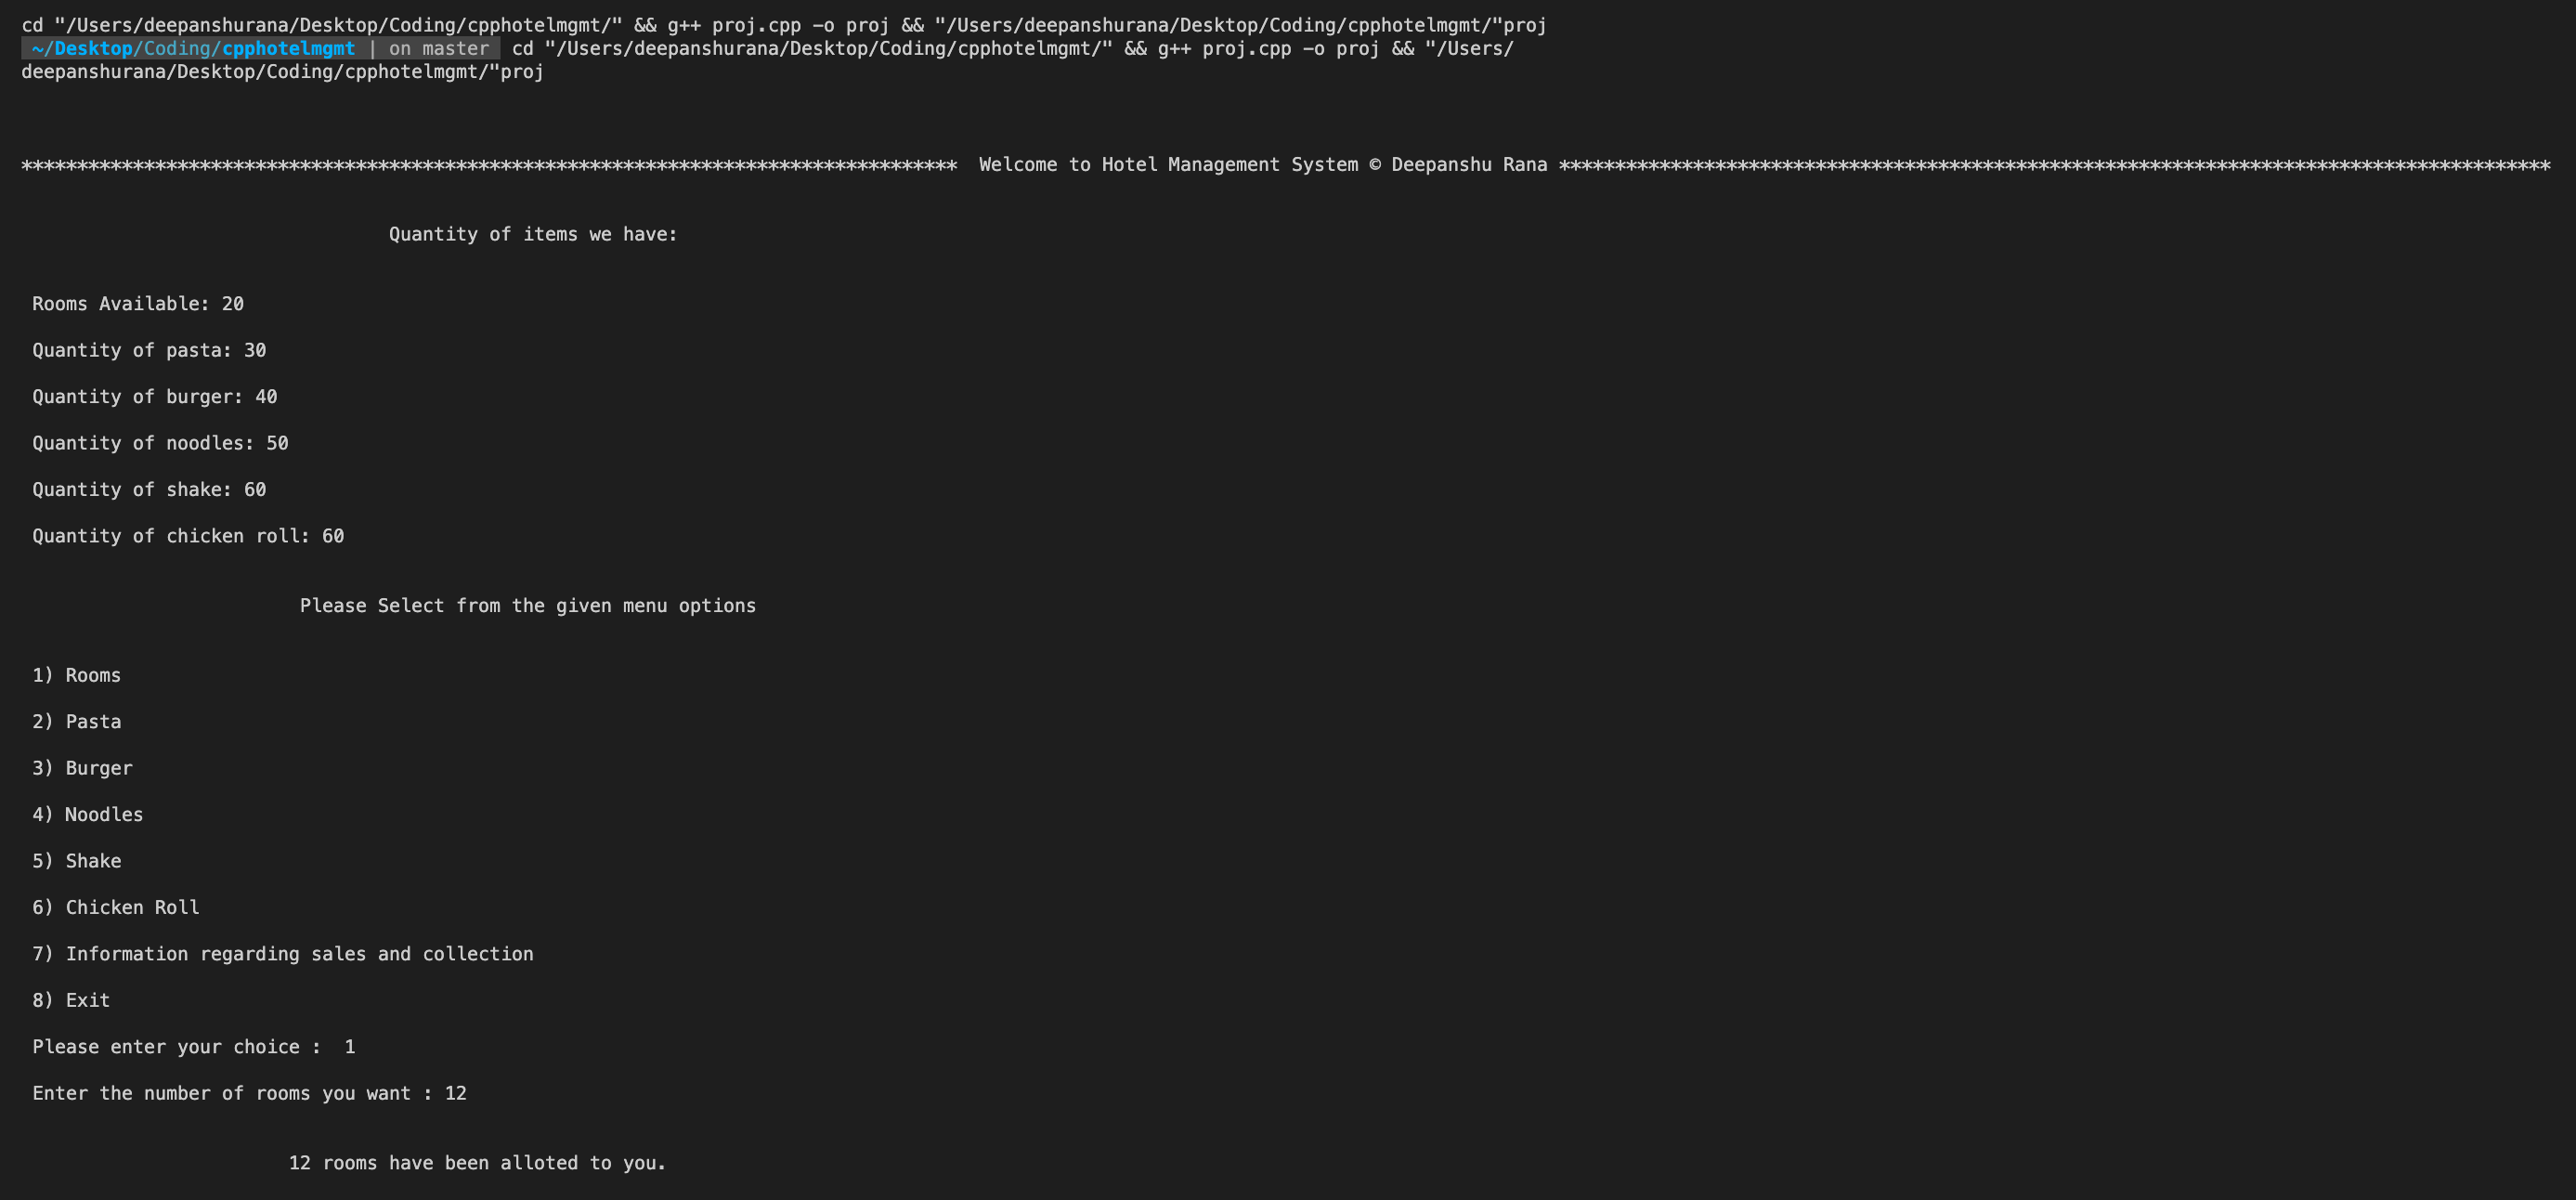 cd "/Users/deepanshurana/Desktop/Coding/cpphotelmgmt/" && g++ proj.cpp -o proj && "/Users/deepanshurana/Desktop/Coding/cpphotelmgmt/"proj
~/Desktop/Coding/cpphotelmgmt | on master cd "/Users/deepanshurana/Desktop/Coding/cpphotelmgmt/" && g++ proj.cpp -o proj && "/Users/
deepanshurana/Desktop/Coding/cpphotelmgmt/"proj
************************************************************************************ Welcome to Hotel Management System © Deepanshu Rana *****************************************************************************************
Quantity of items we have:
Rooms Available: 20
Quantity of pasta: 30
Quantity of burger: 40
Quantity of noodles: 50
Quantity of shake: 60
Quantity of chicken roll: 60
Please Select from the given menu options
1) Rooms
2) Pasta
3) Burger
4) Noodles
5) Shake
6) Chicken Roll
7) Information regarding sales and collection
8) Exit
Please enter your choice :  1
Enter the number of rooms you want : 12
12 rooms have been alloted to you.